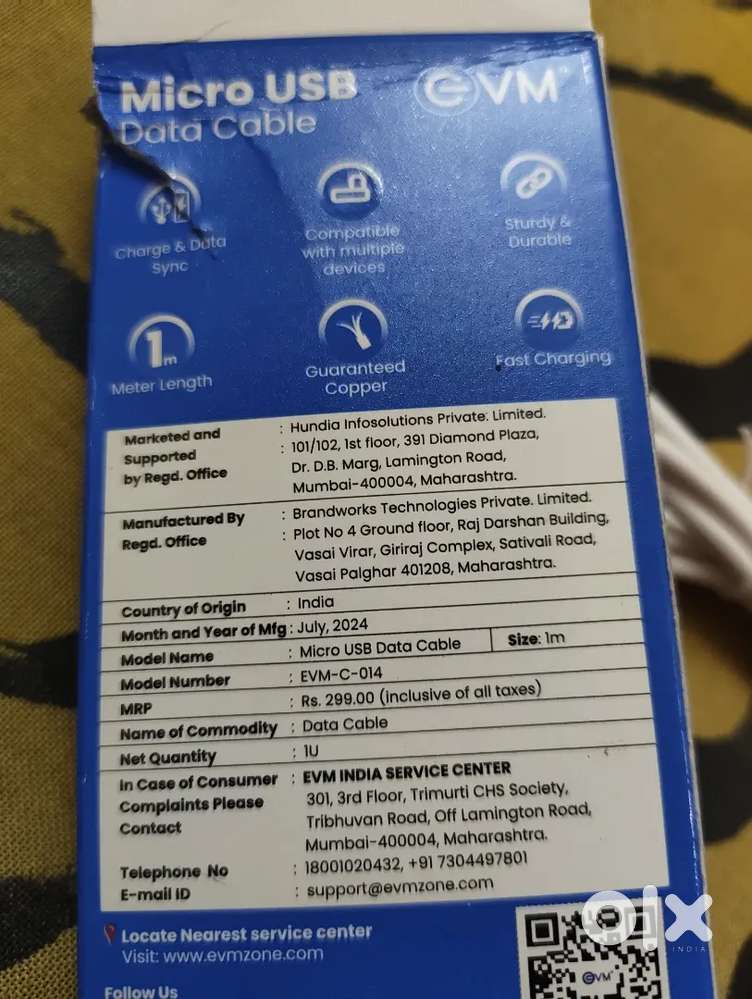 Micro USB
EVM
Data Cable
Charge & Data
Sync
Compatible
with multiple
devices
Sturdy &
Durable
1m
Meter Length
Guaranteed
Copper
Fast Charging
Marketed and
Supported
by Regd. Office
: Hundia Infosolutions Private. Limited.
: 101/102, 1st floor, 391 Diamond Plaza,
Dr. D.B. Marg, Lamington Road,
Mumbai-400004, Maharashtra.
Manufactured By
Regd. Office
: Brandworks Technologies Private. Limited.
: Plot No 4 Ground floor, Raj Darshan Building,
Vasai Virar, Giriraj Complex, Sativali Road,
Vasai Palghar 401208, Maharashtra.
Country of Origin : India
Month and Year of Mfg : July, 2024
Model Name : Micro USB Data Cable Size: 1m
Model Number : EVM-C-014
MRP : Rs. 299.00 (inclusive of all taxes)
Name of Commodity : Data Cable
Net Quantity : 1U
In Case of Consumer
Complaints Please
Contact
: EVM INDIA SERVICE CENTER
301, 3rd Floor, Trimurti CHS Society,
Tribhuvan Road, Off Lamington Road,
Mumbai-400004, Maharashtra.
Telephone No : 18001020432, +91 7304497801
E-mail ID : support@evmzone.com
Locate Nearest service center
Visit: www.evmzone.com
Follow Us
EVM
olx
INDIA